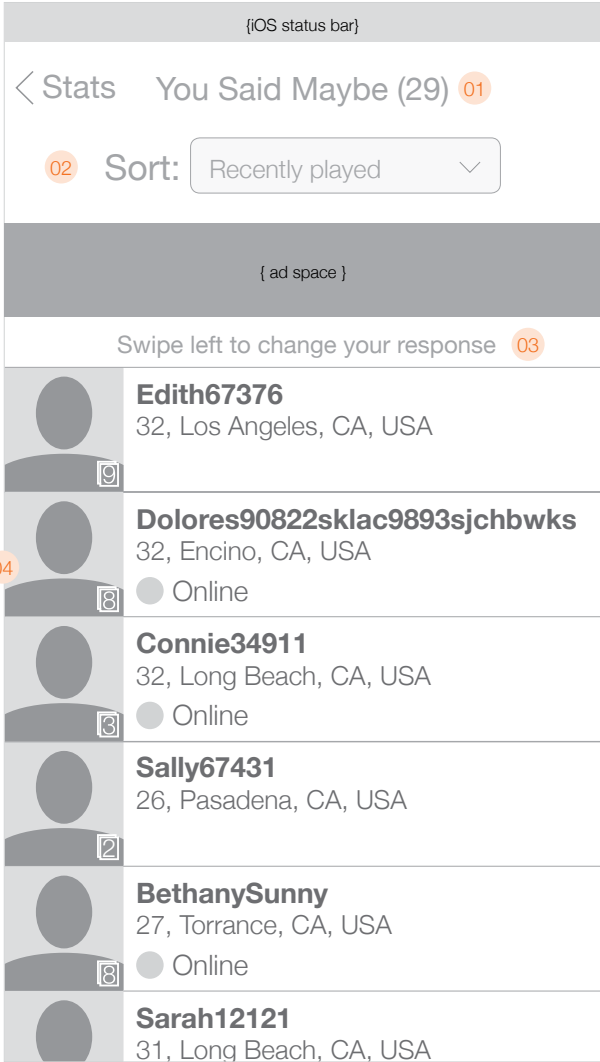 {iOS status bar}
Stats You Said Maybe (29) 01
02 Sort: Recently played
{ ad space }
Swipe left to change your response 03
Edith67376
32, Los Angeles, CA, USA
9
Dolores90822sklac9893sjchbwks
32, Encino, CA, USA
04
Online
8
Connie34911
32, Long Beach, CA, USA
Online
3
Sally67431
26, Pasadena, CA, USA
2
BethanySunny
27, Torrance, CA, USA
Online
8
Sarah12121
31, Long Beach, CA, USA